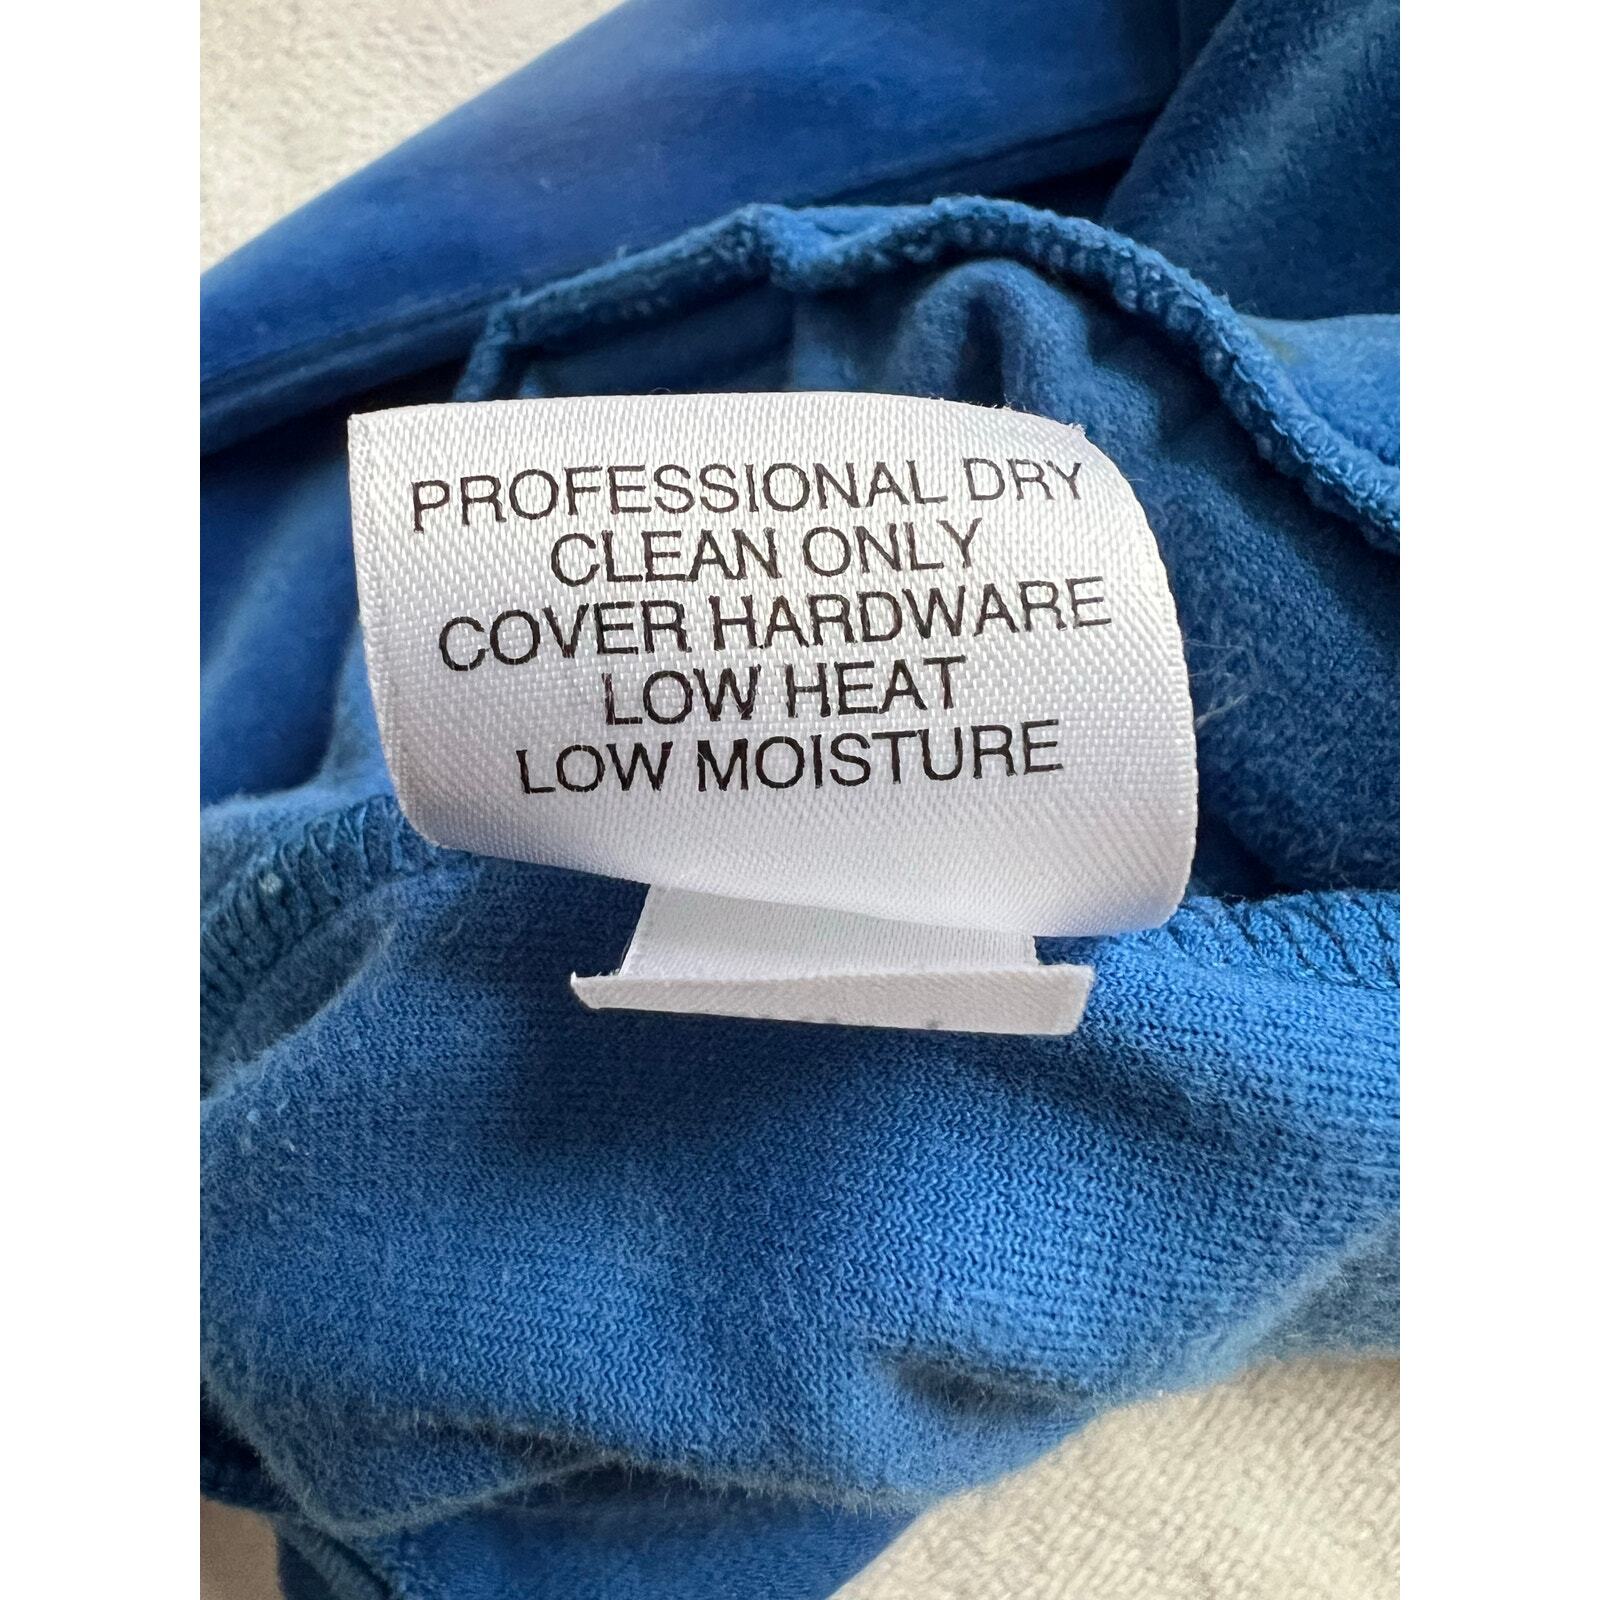 PROFESSIONAL DRY
CLEAN ONLY
COVER HARDWARE
LOW HEAT
LOW MOISTURE